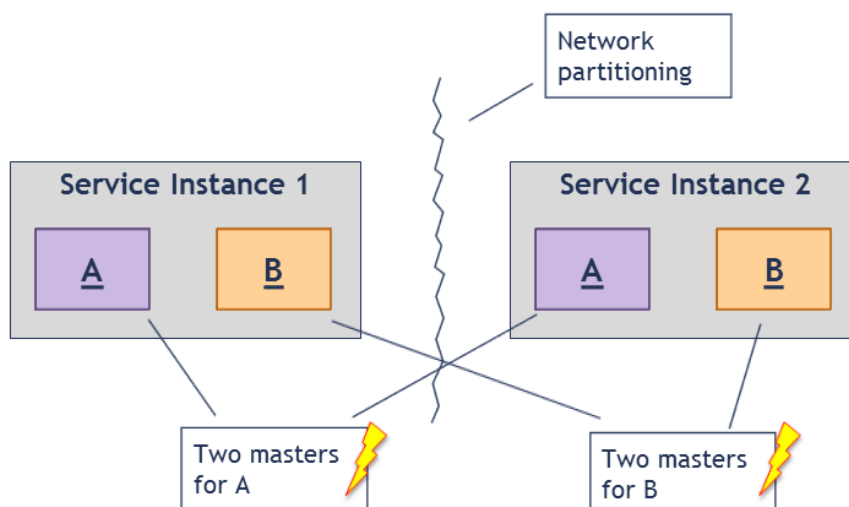 Network
partitioning
Service Instance 1
Service Instance 2
A
B
A
B
Two masters
for A
Two masters
for B